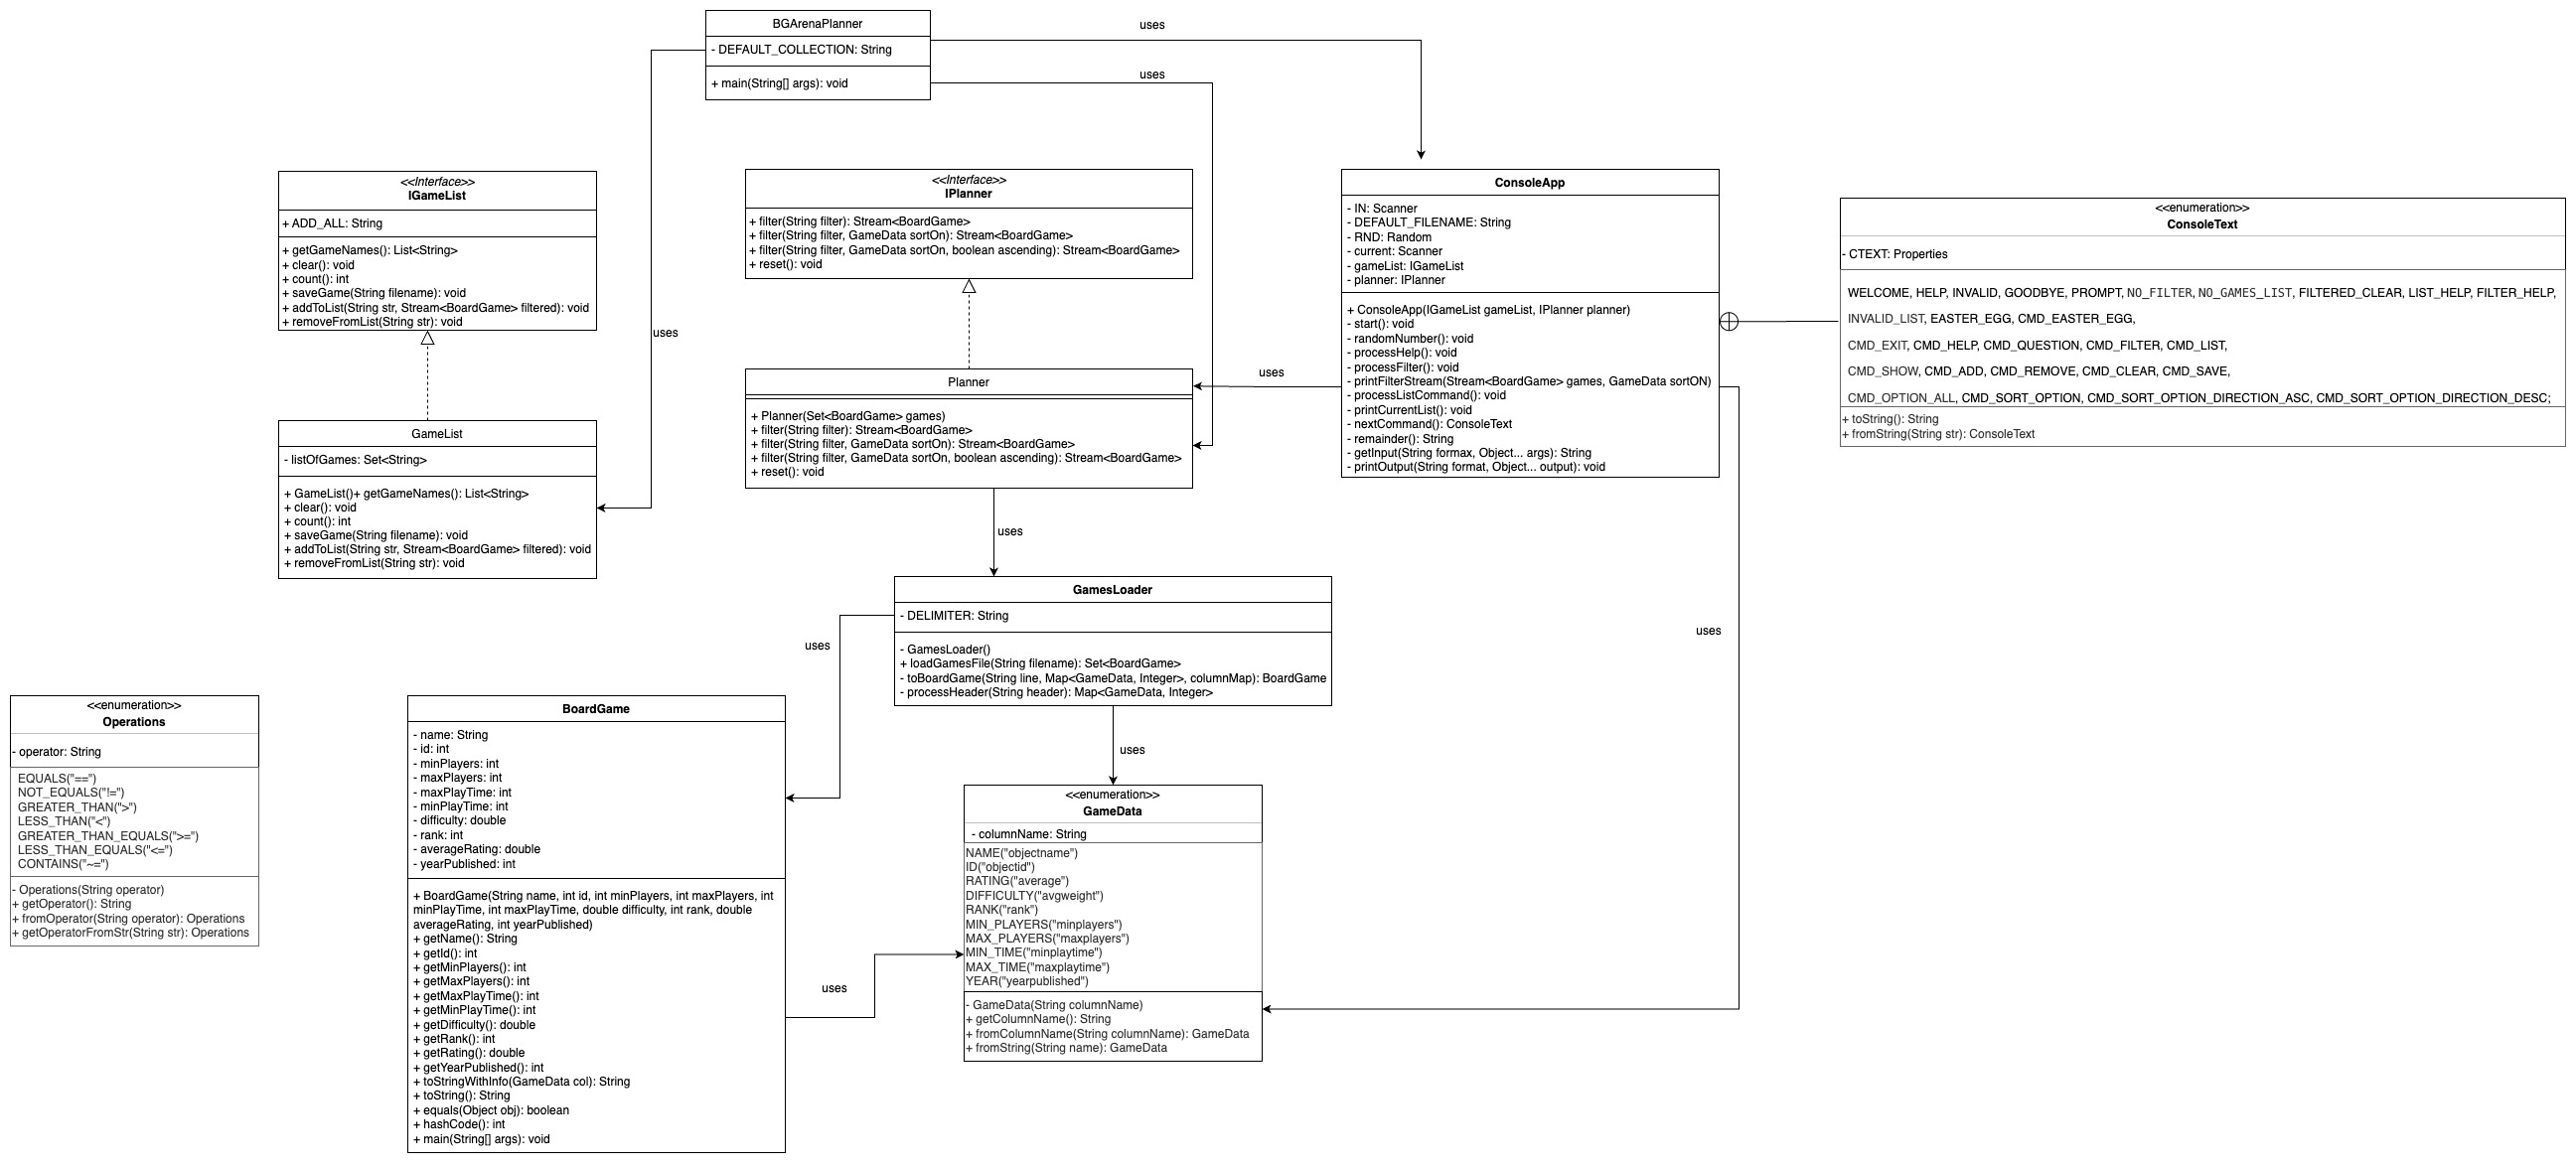 BGArenaPlanner
- DEFAULT_COLLECTION: String
+ main(String[] args): void
uses
uses
uses
<<Interface>>
IGameList
+ ADD_ALL: String
+ getGameNames(): List<String>
+ clear(): void
+ count(): int
+ saveGame(String filename): void
+ addToList(String str, Stream<BoardGame> filtered): void
+ removeFromList(String str): void
<<Interface>>
IPlanner
+ filter(String filter): Stream<BoardGame>
+ filter(String filter, GameData sortOn): Stream<BoardGame>
+ filter(String filter, GameData sortOn, boolean ascending): Stream<BoardGame>
+ reset(): void
ConsoleApp
- IN: Scanner
- DEFAULT_FILENAME: String
- RND: Random
- current: Scanner
- gameList: IGameList
- planner: IPlanner
+ ConsoleApp(IGameList gameList, IPlanner planner)
- start(): void
- randomNumber(): void
- processHelp(): void
- processFilter(): void
- printFilterStream(Stream<BoardGame> games, GameData sortON)
- processListCommand(): void
- printCurrentList(): void
- nextCommand(): ConsoleText
- remainder(): String
- getInput(String formax, Object... args): String
- printOutput(String format, Object... output): void
<<enumeration>>
ConsoleText
- CTEXT: Properties
WELCOME, HELP, INVALID, GOODBYE, PROMPT, NO_FILTER, NO_GAMES_LIST, FILTERED_CLEAR, LIST_HELP, FILTER_HELP,
INVALID_LIST, EASTER_EGG, CMD_EASTER_EGG,
CMD_EXIT, CMD_HELP, CMD_QUESTION, CMD_FILTER, CMD_LIST,
CMD_SHOW, CMD_ADD, CMD_REMOVE, CMD_CLEAR, CMD_SAVE,
CMD_OPTION_ALL, CMD_SORT_OPTION, CMD_SORT_OPTION_DIRECTION_ASC, CMD_SORT_OPTION_DIRECTION_DESC;
+ toString(): String
+ fromString(String str): ConsoleText
uses
GameList
- listOfGames: Set<String>
+ GameList()+ getGameNames(): List<String>
+ clear(): void
+ count(): int
+ saveGame(String filename): void
+ addToList(String str, Stream<BoardGame> filtered): void
+ removeFromList(String str): void
Planner
+ Planner(Set<BoardGame> games)
+ filter(String filter): Stream<BoardGame>
+ filter(String filter, GameData sortOn): Stream<BoardGame>
+ filter(String filter, GameData sortOn, boolean ascending): Stream<BoardGame>
+ reset(): void
uses
GamesLoader
- DELIMITER: String
- GamesLoader()
+ loadGamesFile(String filename): Set<BoardGame>
- toBoardGame(String line, Map<GameData, Integer>, columnMap): BoardGame
- processHeader(String header): Map<GameData, Integer>
uses
uses
uses
<<enumeration>>
Operations
- operator: String
EQUALS("==")
NOT_EQUALS("!=")
GREATER_THAN(">")
LESS_THAN("<")
GREATER_THAN_EQUALS(">=")
LESS_THAN_EQUALS("<=")
CONTAINS("~=")
- Operations(String operator)
+ getOperator(): String
+ fromOperator(String operator): Operations
+ getOperatorFromStr(String str): Operations
BoardGame
- name: String
- id: int
- minPlayers: int
- maxPlayers: int
- maxPlayTime: int
- minPlayTime: int
- difficulty: double
- rank: int
- averageRating: double
- yearPublished: int
+ BoardGame(String name, int id, int minPlayers, int maxPlayers, int
minPlayTime, int maxPlayTime, double difficulty, int rank, double
averageRating, int yearPublished)
+ getName(): String
+ getId(): int
+ getMinPlayers(): int
+ getMaxPlayers(): int
+ getMaxPlayTime(): int
+ getMinPlayTime(): int
+ getDifficulty(): double
+ getRank(): int
+ getRating(): double
+ getYearPublished(): int
+ toStringWithInfo(GameData col): String
+ toString(): String
+ equals(Object obj): boolean
+ hashCode(): int
+ main(String[] args): void
uses
<<enumeration>>
GameData
- columnName: String
NAME("objectname")
ID("objectid")
RATING("average")
DIFFICULTY("avgweight")
RANK("rank")
MIN_PLAYERS("minplayers")
MAX_PLAYERS("maxplayers")
MIN_TIME("minplaytime")
MAX_TIME("maxplaytime")
YEAR("yearpublished")
- GameData(String columnName)
+ getColumnName(): String
+ fromColumnName(String columnName): GameData
+ fromString(String name): GameData